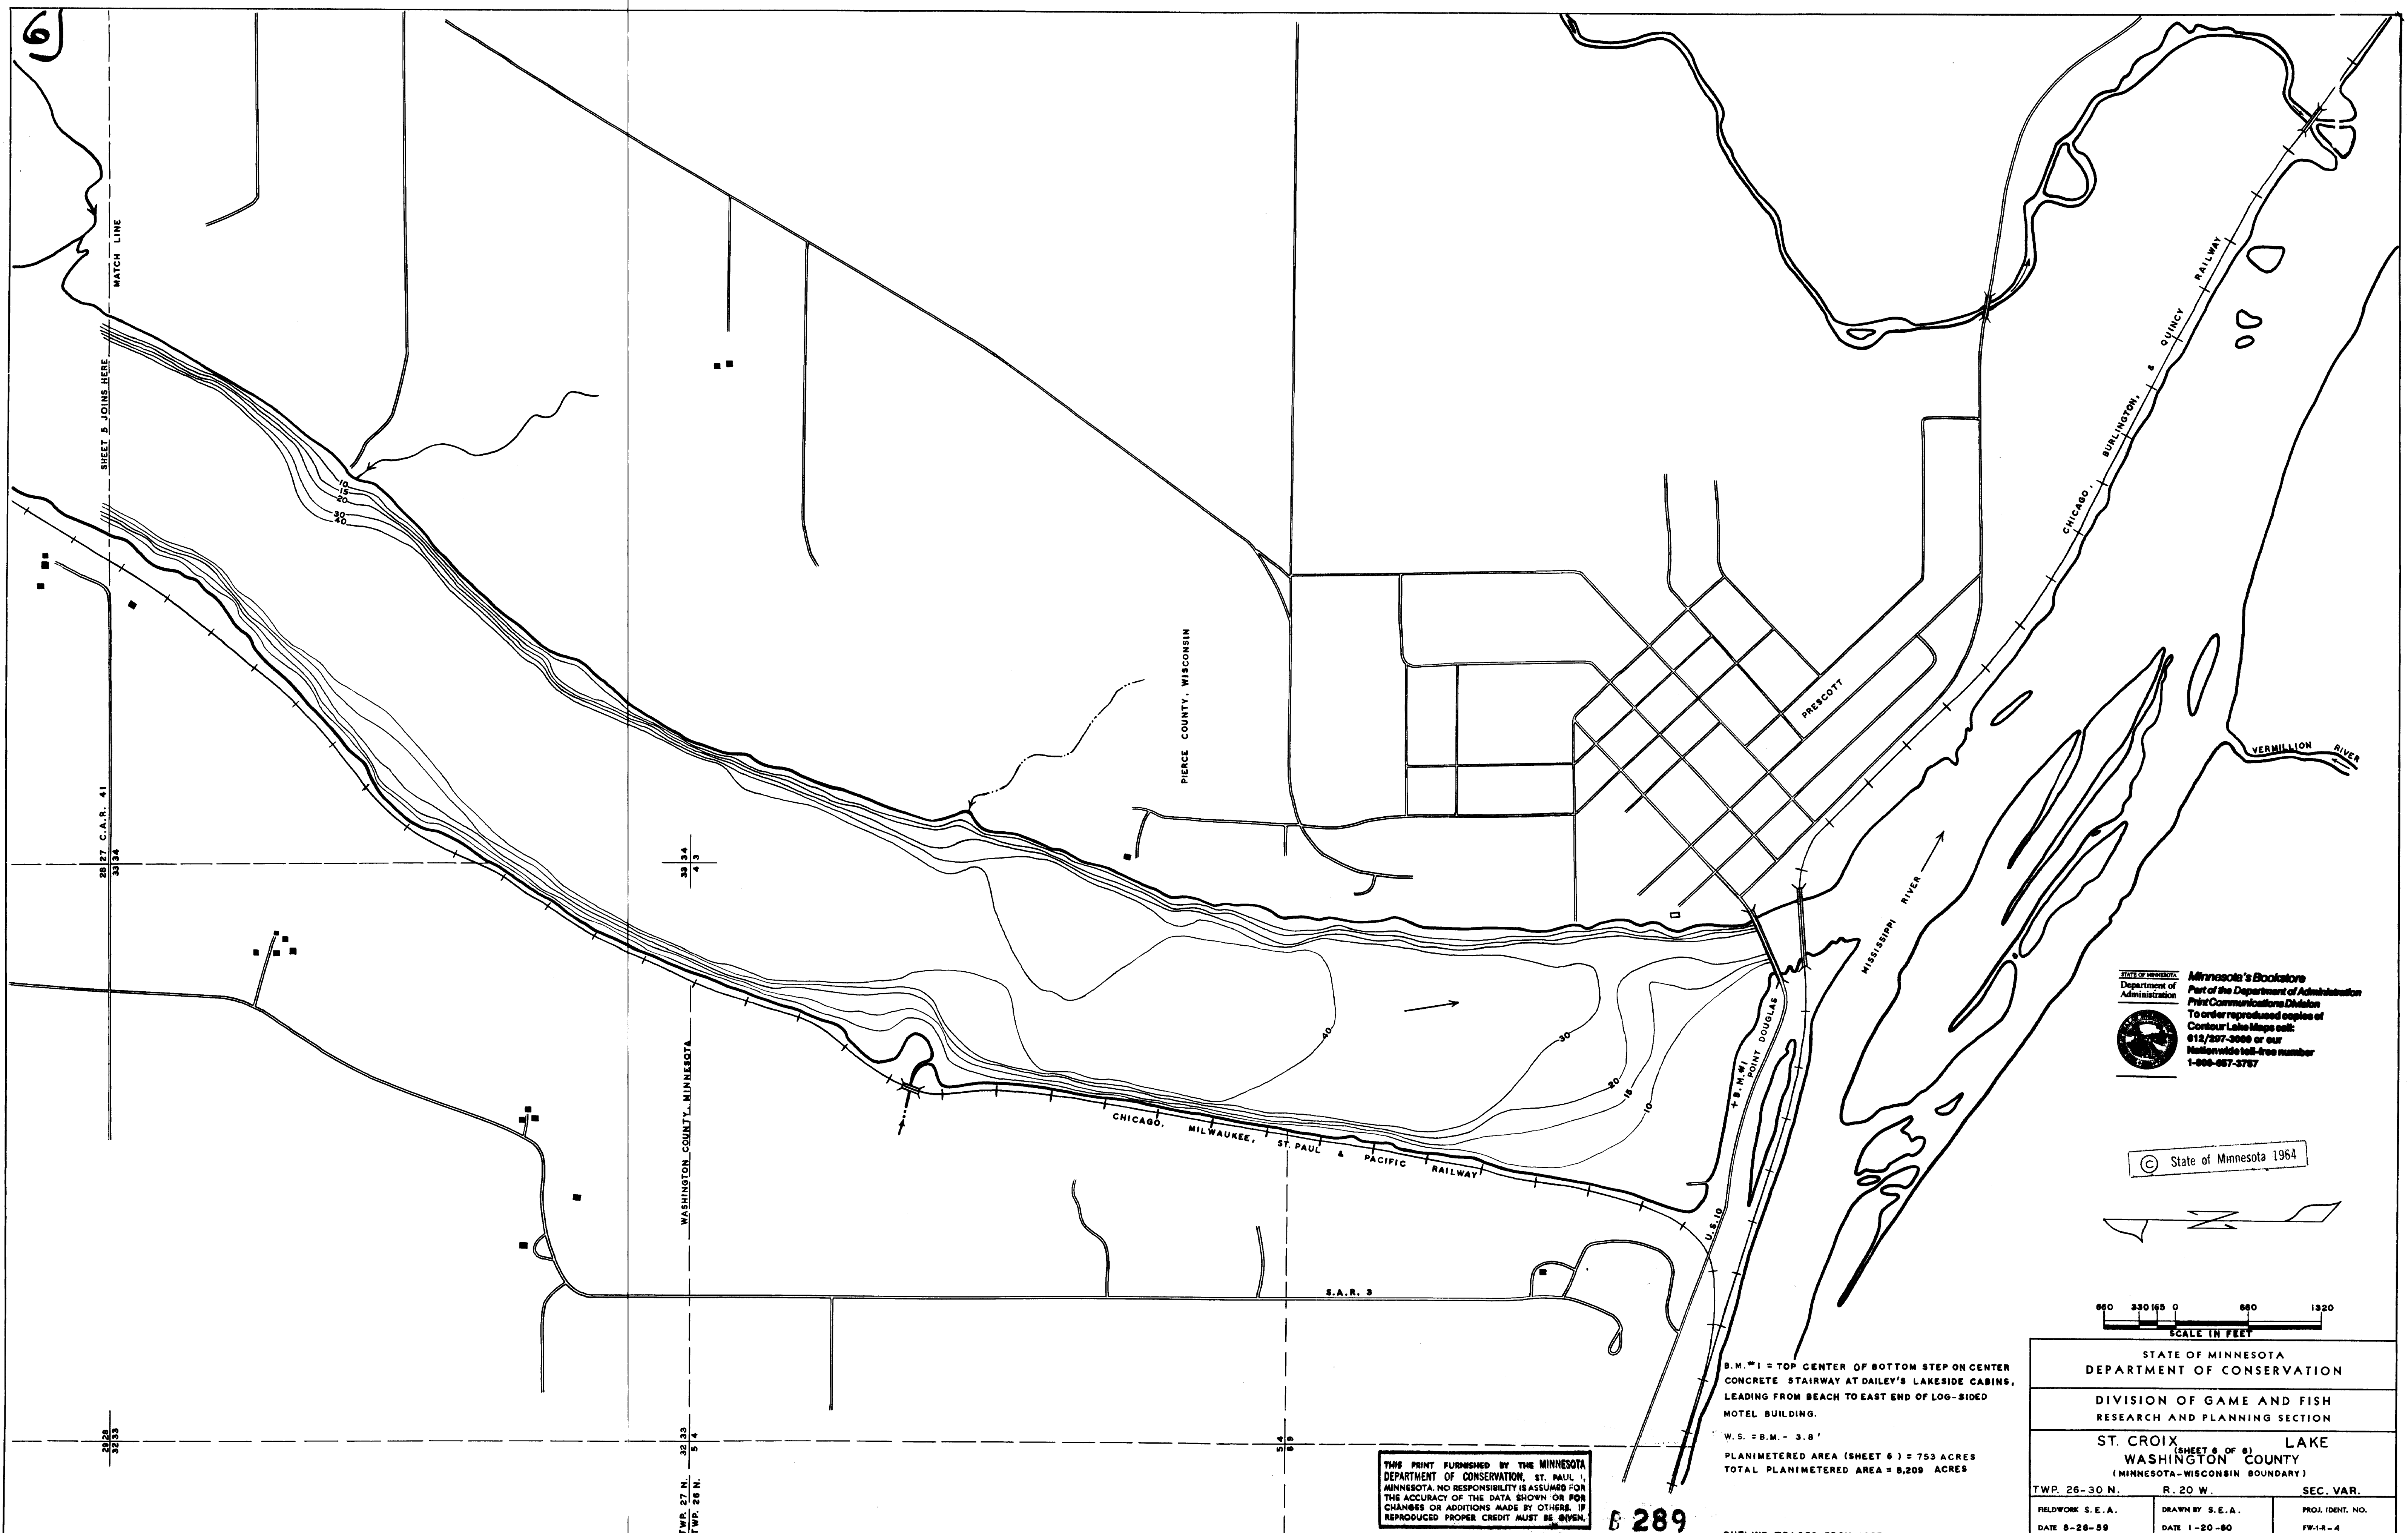 6
MATCH LINE
SHEET 5 JOINS HERE
C.A.R. 41
28 27
33 34
10
15
20
30
40
33 34
4 3
PIERCE COUNTY, WISCONSIN
WASHINGTON COUNTY, MINNESOTA
CHICAGO, BURLINGTON, & QUINCY RAILWAY
PRESCOTT
VERMILLION RIVER
MISSISSIPPI RIVER
40
30
20
15
10
+ B.M.#1
POINT DOUGLAS
U.S. 10
CHICAGO, MILWAUKEE, ST. PAUL & PACIFIC RAILWAY
S.A.R. 3
29 28
32 33
32 33
5 4
TWP. 27 N.
TWP. 26 N.
5 4
8 9
STATE OF MINNESOTA
Department of
Administration
Minnesota's Bookstore
Part of the Department of Administration
Print Communications Division
To order reproduced copies of
Contour Lake Maps call:
612/297-3000 or our
Nationwide toll-free number
1-800-657-3757
© State of Minnesota 1964
N
660 330 165 0 660 1320
SCALE IN FEET
B.M.#1 = TOP CENTER OF BOTTOM STEP ON CENTER
CONCRETE STAIRWAY AT DAILEY'S LAKESIDE CABINS,
LEADING FROM BEACH TO EAST END OF LOG-SIDED
MOTEL BUILDING.
W.S. = B.M. - 3.8'
PLANIMETERED AREA (SHEET 6) = 753 ACRES
TOTAL PLANIMETERED AREA = 8,209 ACRES
THIS PRINT FURNISHED BY THE MINNESOTA
DEPARTMENT OF CONSERVATION, ST. PAUL 1,
MINNESOTA. NO RESPONSIBILITY IS ASSUMED FOR
THE ACCURACY OF THE DATA SHOWN OR FOR
CHANGES OR ADDITIONS MADE BY OTHERS. IF
REPRODUCED PROPER CREDIT MUST BE GIVEN.
B 289
STATE OF MINNESOTA
DEPARTMENT OF CONSERVATION
DIVISION OF GAME AND FISH
RESEARCH AND PLANNING SECTION
ST. CROIX LAKE
(SHEET 6 OF 6)
WASHINGTON COUNTY
(MINNESOTA-WISCONSIN BOUNDARY)
TWP. 26-30 N. R. 20 W. SEC. VAR.
FIELDWORK S.E.A. DRAWN BY S.E.A. PROJ. IDENT. NO.
DATE 8-28-59 DATE 1-20-60 FW-1-R-4